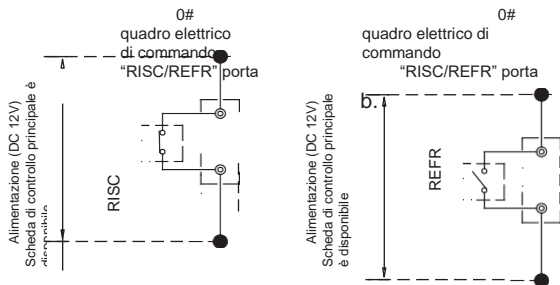 0#
quadro elettrico
di commando
“RISC/REFR” porta
Alimentazione (DC 12V)
Scheda di controllo principale è
disponibile
RISC
0#
quadro elettrico di
commando
“RISC/REFR” porta
b.
Alimentazione (DC 12V)
Scheda di controllo principale
è disponibile
REFR